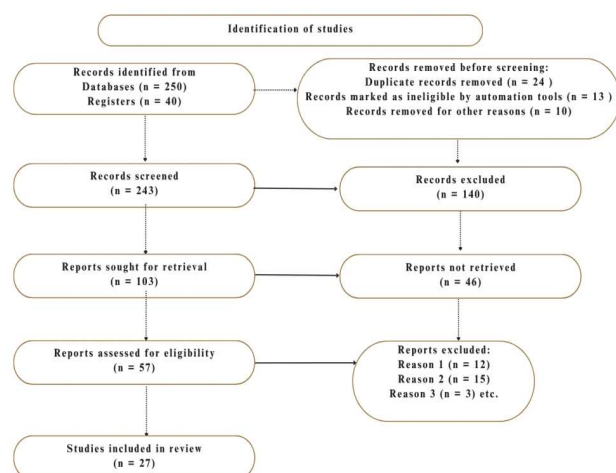 Identification of studies
Records identified from
Databases (n = 250)
Registers (n = 40)
Records removed before screening:
Duplicate records removed (n = 24 )
Records marked as ineligible by automation tools (n = 13 )
Records removed for other reasons (n = 10)
Records screened
(n = 243)
Records excluded
(n = 140)
Reports sought for retrieval
(n = 103)
Reports not retrieved
(n = 46)
Reports assessed for eligibility
(n = 57)
Reports excluded:
Reason 1 (n = 12)
Reason 2 (n = 15)
Reason 3 (n = 3) etc.
Studies included in review
(n = 27)